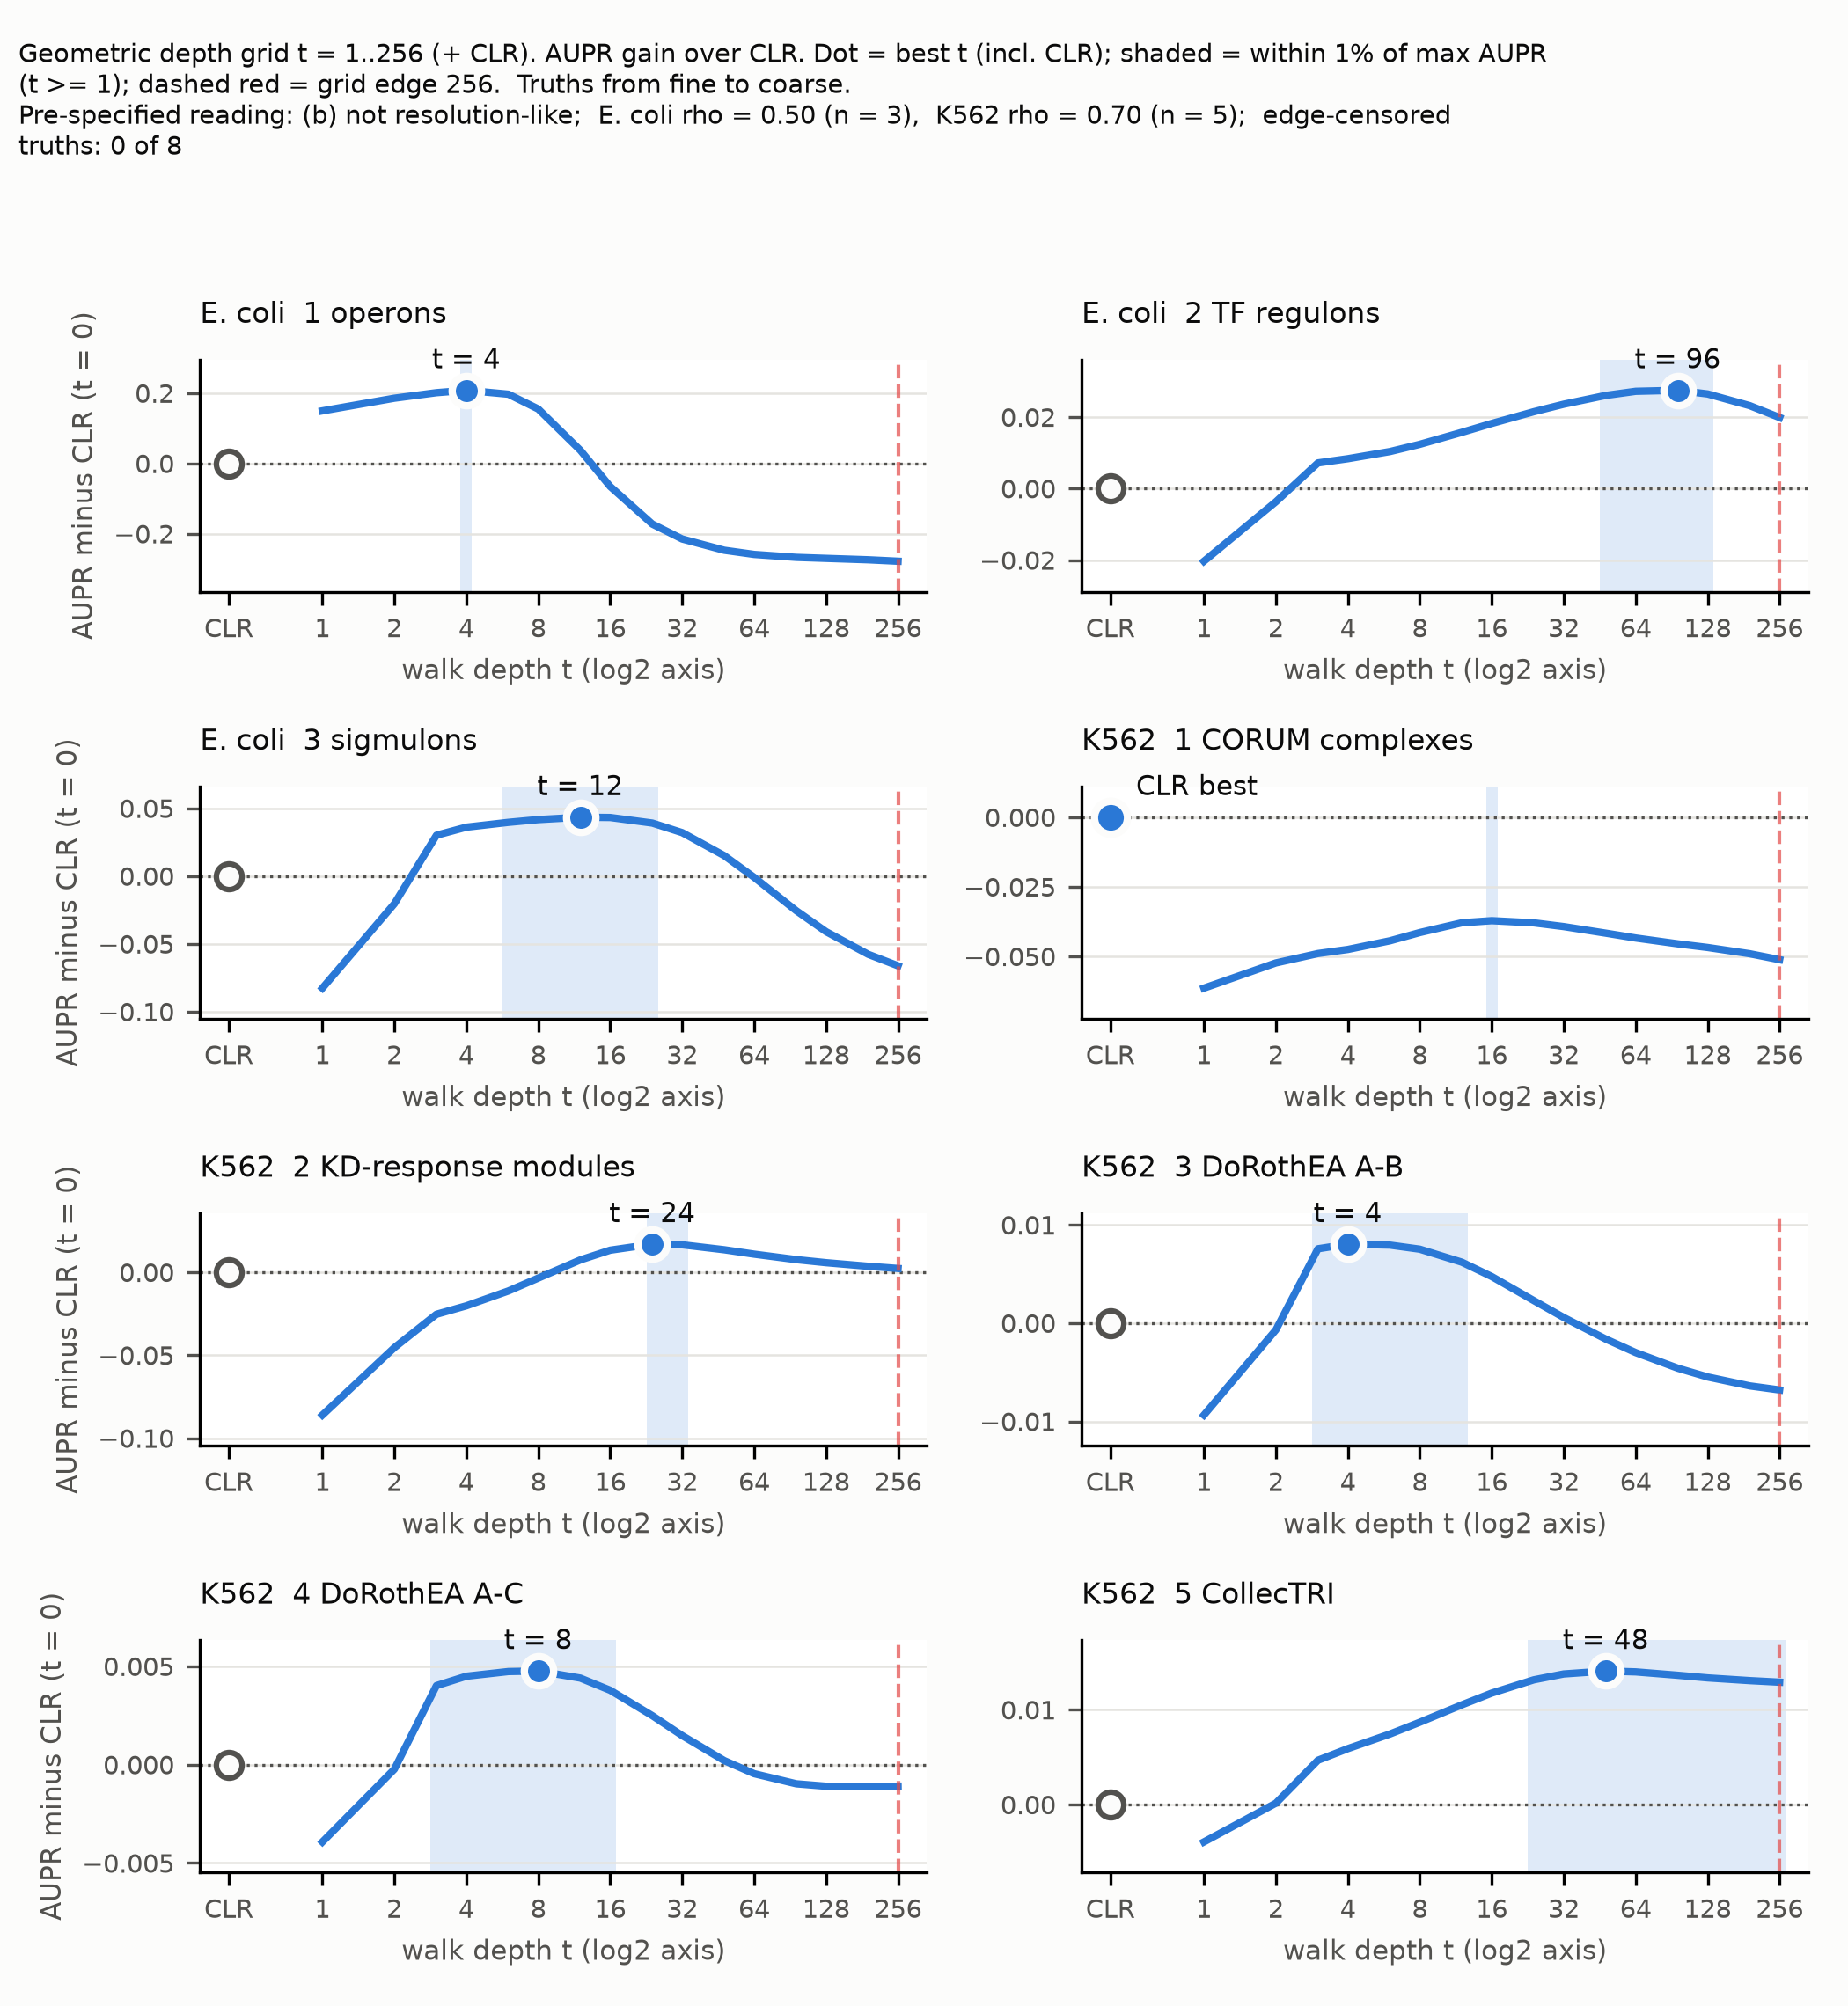 Geometric depth grid t = 1..256 (+ CLR). AUPR gain over CLR. Dot = best t (incl. CLR); shaded = within 1% of max AUPR
(t >= 1); dashed red = grid edge 256.  Truths from fine to coarse.
Pre-specified reading: (b) not resolution-like;  E. coli rho = 0.50 (n = 3),  K562 rho = 0.70 (n = 5);  edge-censored
truths: 0 of 8
E. coli  1 operons
t = 4
AUPR minus CLR (t = 0)
0.2
0.0
−0.2
CLR 1 2 4 8 16 32 64 128 256
walk depth t (log2 axis)
E. coli  2 TF regulons
t = 96
0.02
0.00
−0.02
CLR 1 2 4 8 16 32 64 128 256
walk depth t (log2 axis)
E. coli  3 sigmulons
t = 12
AUPR minus CLR (t = 0)
0.05
0.00
−0.05
−0.10
CLR 1 2 4 8 16 32 64 128 256
walk depth t (log2 axis)
K562  1 CORUM complexes
CLR best
0.000
−0.025
−0.050
CLR 1 2 4 8 16 32 64 128 256
walk depth t (log2 axis)
K562  2 KD-response modules
t = 24
AUPR minus CLR (t = 0)
0.00
−0.05
−0.10
CLR 1 2 4 8 16 32 64 128 256
walk depth t (log2 axis)
K562  3 DoRothEA A-B
t = 4
0.01
0.00
−0.01
CLR 1 2 4 8 16 32 64 128 256
walk depth t (log2 axis)
K562  4 DoRothEA A-C
t = 8
AUPR minus CLR (t = 0)
0.005
0.000
−0.005
CLR 1 2 4 8 16 32 64 128 256
walk depth t (log2 axis)
K562  5 CollecTRI
t = 48
0.01
0.00
CLR 1 2 4 8 16 32 64 128 256
walk depth t (log2 axis)